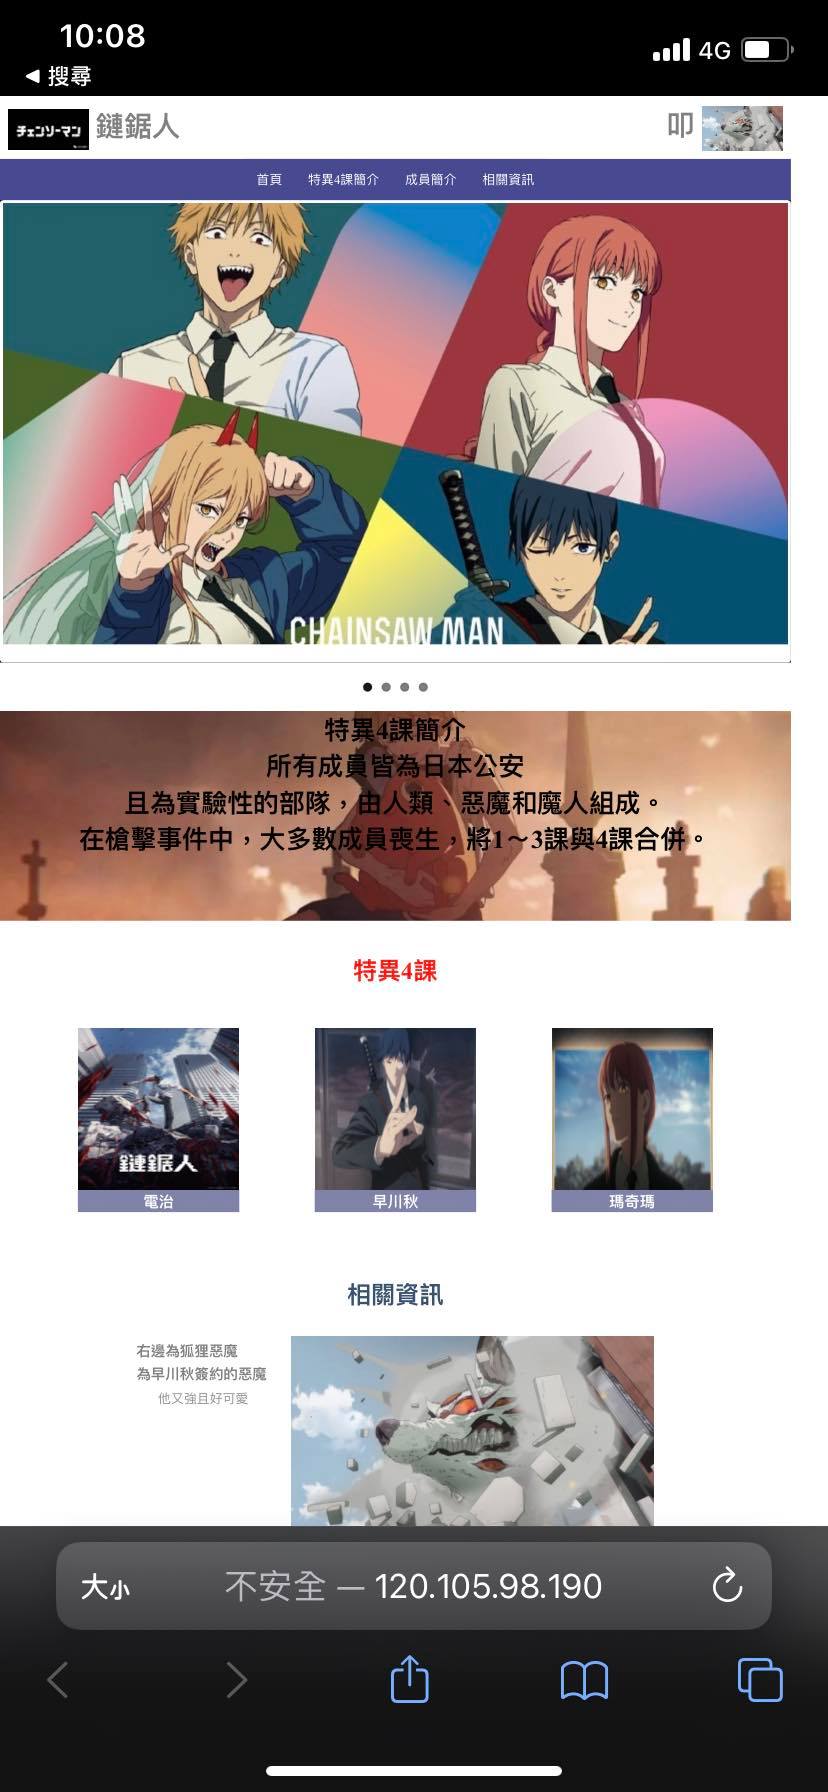 10:08
4G
◀ 搜尋
チェンソーマン 鏈鋸人 叩
首頁 特異4課簡介 成員簡介 相關資訊
CHAINSAW MAN
特異4課簡介
所有成員皆為日本公安
且為實驗性的部隊，由人類、惡魔和魔人組成。
在槍擊事件中，大多數成員喪生，將1～3課與4課合併。
特異4課
鏈鋸人
電治 早川秋 瑪奇瑪
相關資訊
右邊為狐狸惡魔
為早川秋簽約的惡魔
他又強且好可愛
大小 不安全 — 120.105.98.190